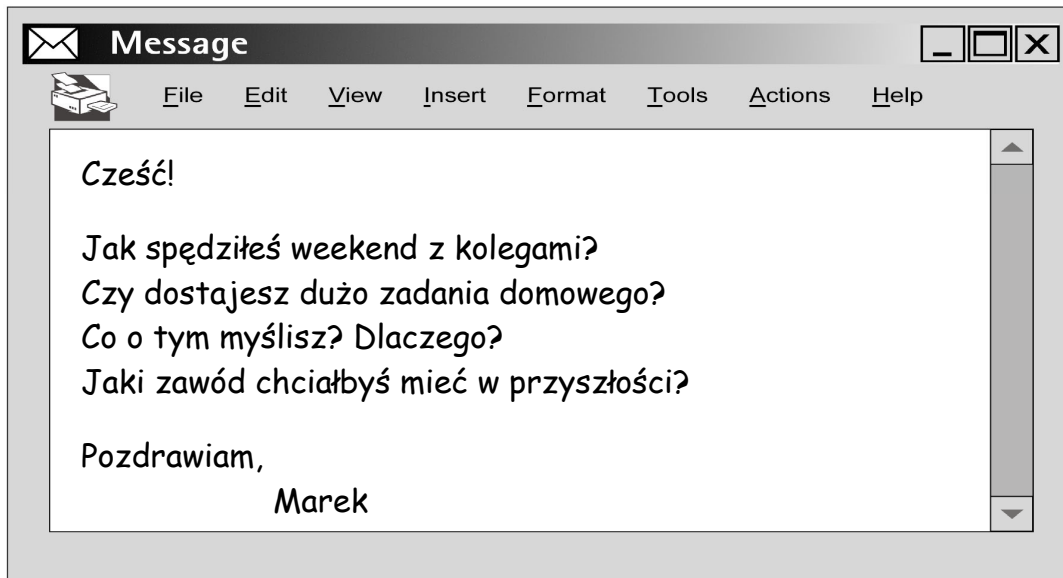 Message
File Edit View Insert Format Tools Actions Help
Cześć!
Jak spędziłeś weekend z kolegami?
Czy dostajesz dużo zadania domowego?
Co o tym myślisz? Dlaczego?
Jaki zawód chciałbyś mieć w przyszłości?
Pozdrawiam,
Marek